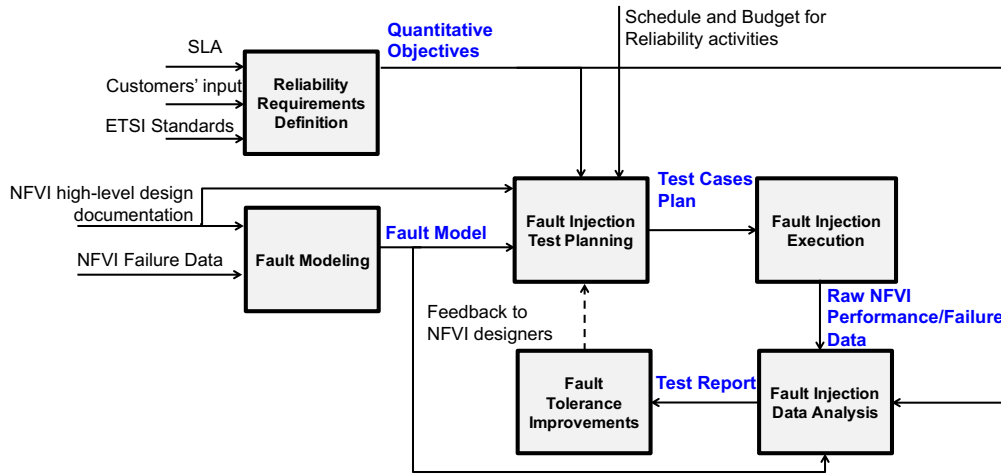 Schedule and Budget for
Reliability activities
Quantitative
Objectives
SLA
Customers' input
ETSI Standards
Reliability
Requirements
Definition
NFVI high-level design
documentation
NFVI Failure Data
Fault Modeling
Fault Model
Fault Injection
Test Planning
Test Cases
Plan
Fault Injection
Execution
Raw NFVI
Performance/Failure
Data
Feedback to
NFVI designers
Fault
Tolerance
Improvements
Test Report
Fault Injection
Data Analysis